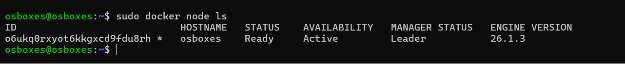 osboxes@osboxes:~$ sudo docker node ls
ID                            HOSTNAME   STATUS    AVAILABILITY   MANAGER STATUS   ENGINE VERSION
o6ukq0rxyot6kkgxcd9fdu8rh *   osboxes    Ready     Active         Leader           26.1.3
osboxes@osboxes:~$